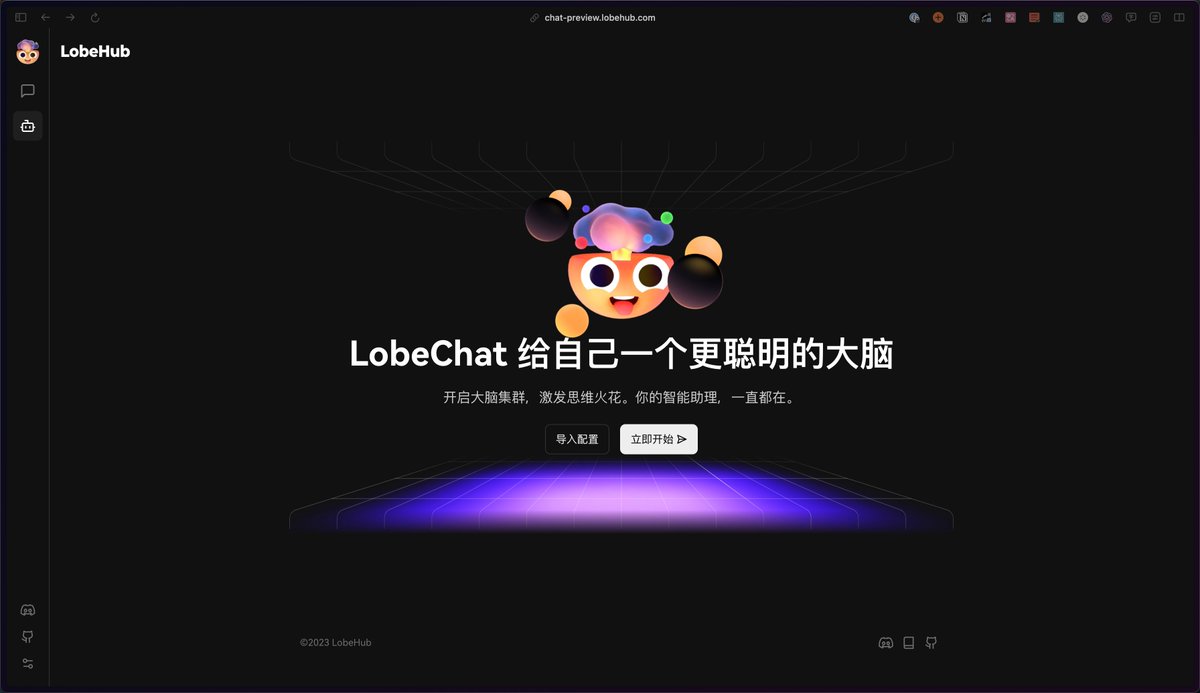 chat-preview.lobehub.com
LobeHub
LobeChat 给自己一个更聪明的大脑
开启大脑集群，激发思维火花。你的智能助理，一直都在。
导入配置
立即开始
©2023 LobeHub